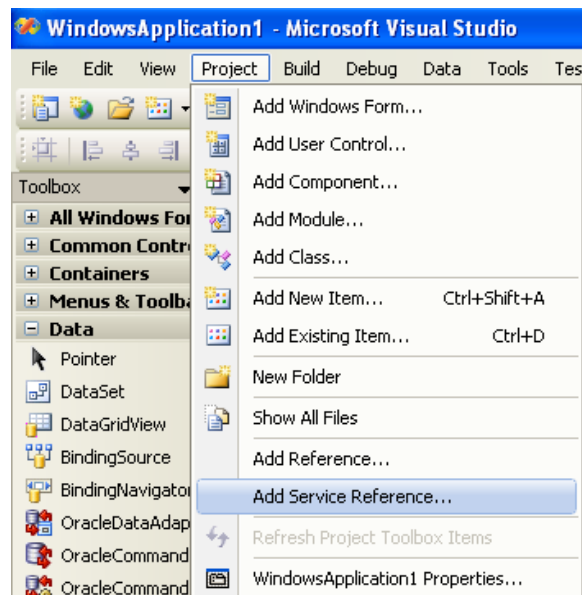 WindowsApplication1 - Microsoft Visual Studio
File Edit View Project Build Debug Data Tools Tes
Toolbox
All Windows For
Common Contr
Containers
Menus & Toolba
Data
Pointer
DataSet
DataGridView
BindingSource
BindingNavigator
OracleDataAdap
OracleCommand
OracleCommand
Add Windows Form...
Add User Control...
Add Component...
Add Module...
Add Class...
Add New Item... Ctrl+Shift+A
Add Existing Item... Ctrl+D
New Folder
Show All Files
Add Reference...
Add Service Reference...
Refresh Project Toolbox Items
WindowsApplication1 Properties...